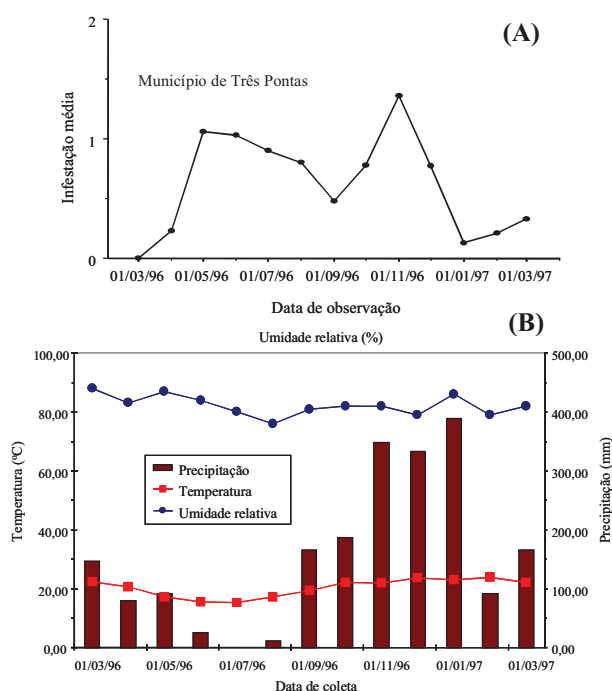 (A)
Município de Três Pontas
Infestação média
2
1
0
01/03/96 01/05/96 01/07/96 01/09/96 01/11/96 01/01/97 01/03/97
Data de observação
(B)
Umidade relativa (%)
Temperatura (ºC)
100,00
80,00
60,00
40,00
20,00
0,00
Precipitação
Temperatura
Umidade relativa
500,00
400,00
300,00
200,00
100,00
0,00
Precipitação (mm)
01/03/96 01/05/96 01/07/96 01/09/96 01/11/96 01/01/97 01/03/97
Data de coleta